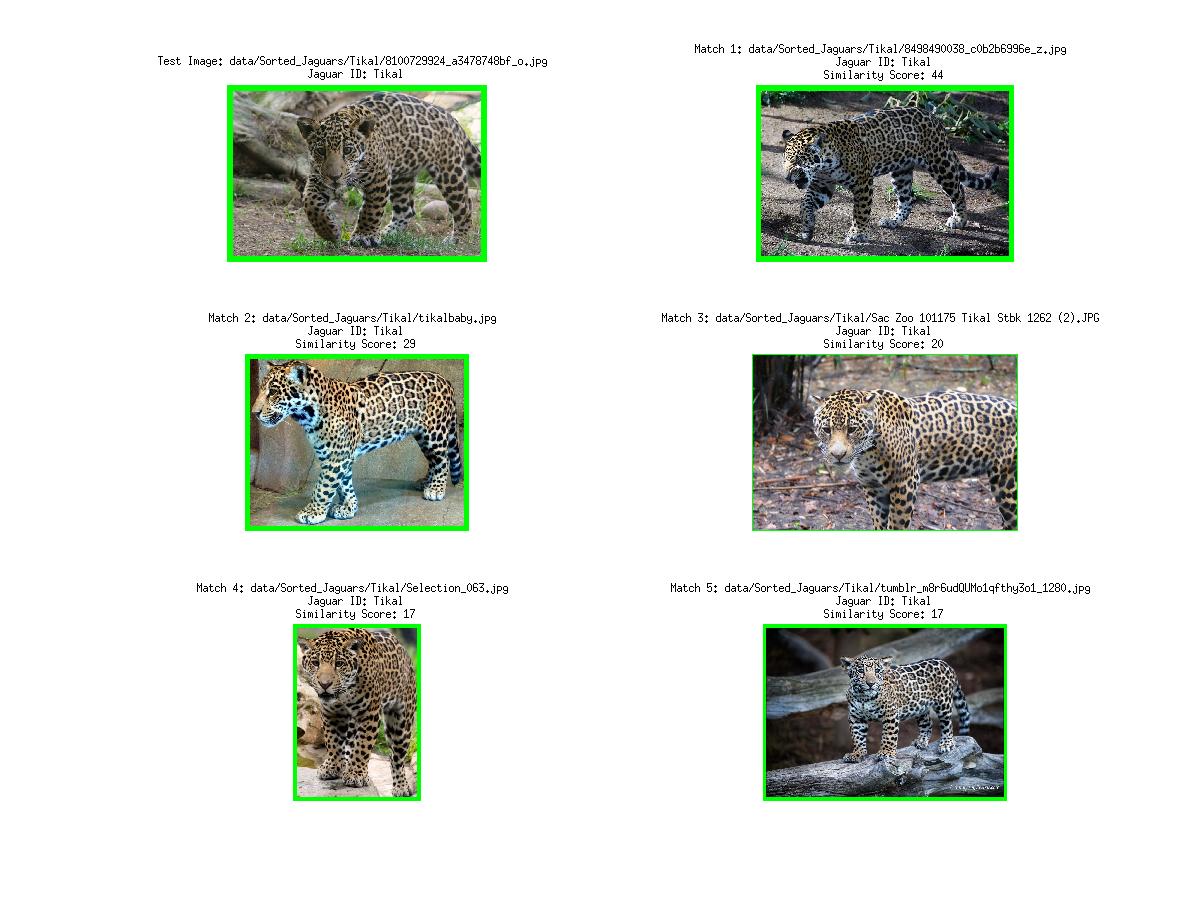 Test Image: data/Sorted_Jaguars/Tikal/8100729924_a3478748bf_o.jpg
Jaguar ID: Tikal
Match 1: data/Sorted_Jaguars/Tikal/8498490038_c0b2b6996e_z.jpg
Jaguar ID: Tikal
Similarity Score: 44
Match 2: data/Sorted_Jaguars/Tikal/tikalbaby.jpg
Jaguar ID: Tikal
Similarity Score: 29
Match 3: data/Sorted_Jaguars/Tikal/Sac Zoo 101175 Tikal Stbk 1262 (2).JPG
Jaguar ID: Tikal
Similarity Score: 20
Match 4: data/Sorted_Jaguars/Tikal/Selection_063.jpg
Jaguar ID: Tikal
Similarity Score: 17
Match 5: data/Sorted_Jaguars/Tikal/tumblr_m8r6udQUMo1qfthy3o1_1280.jpg
Jaguar ID: Tikal
Similarity Score: 17